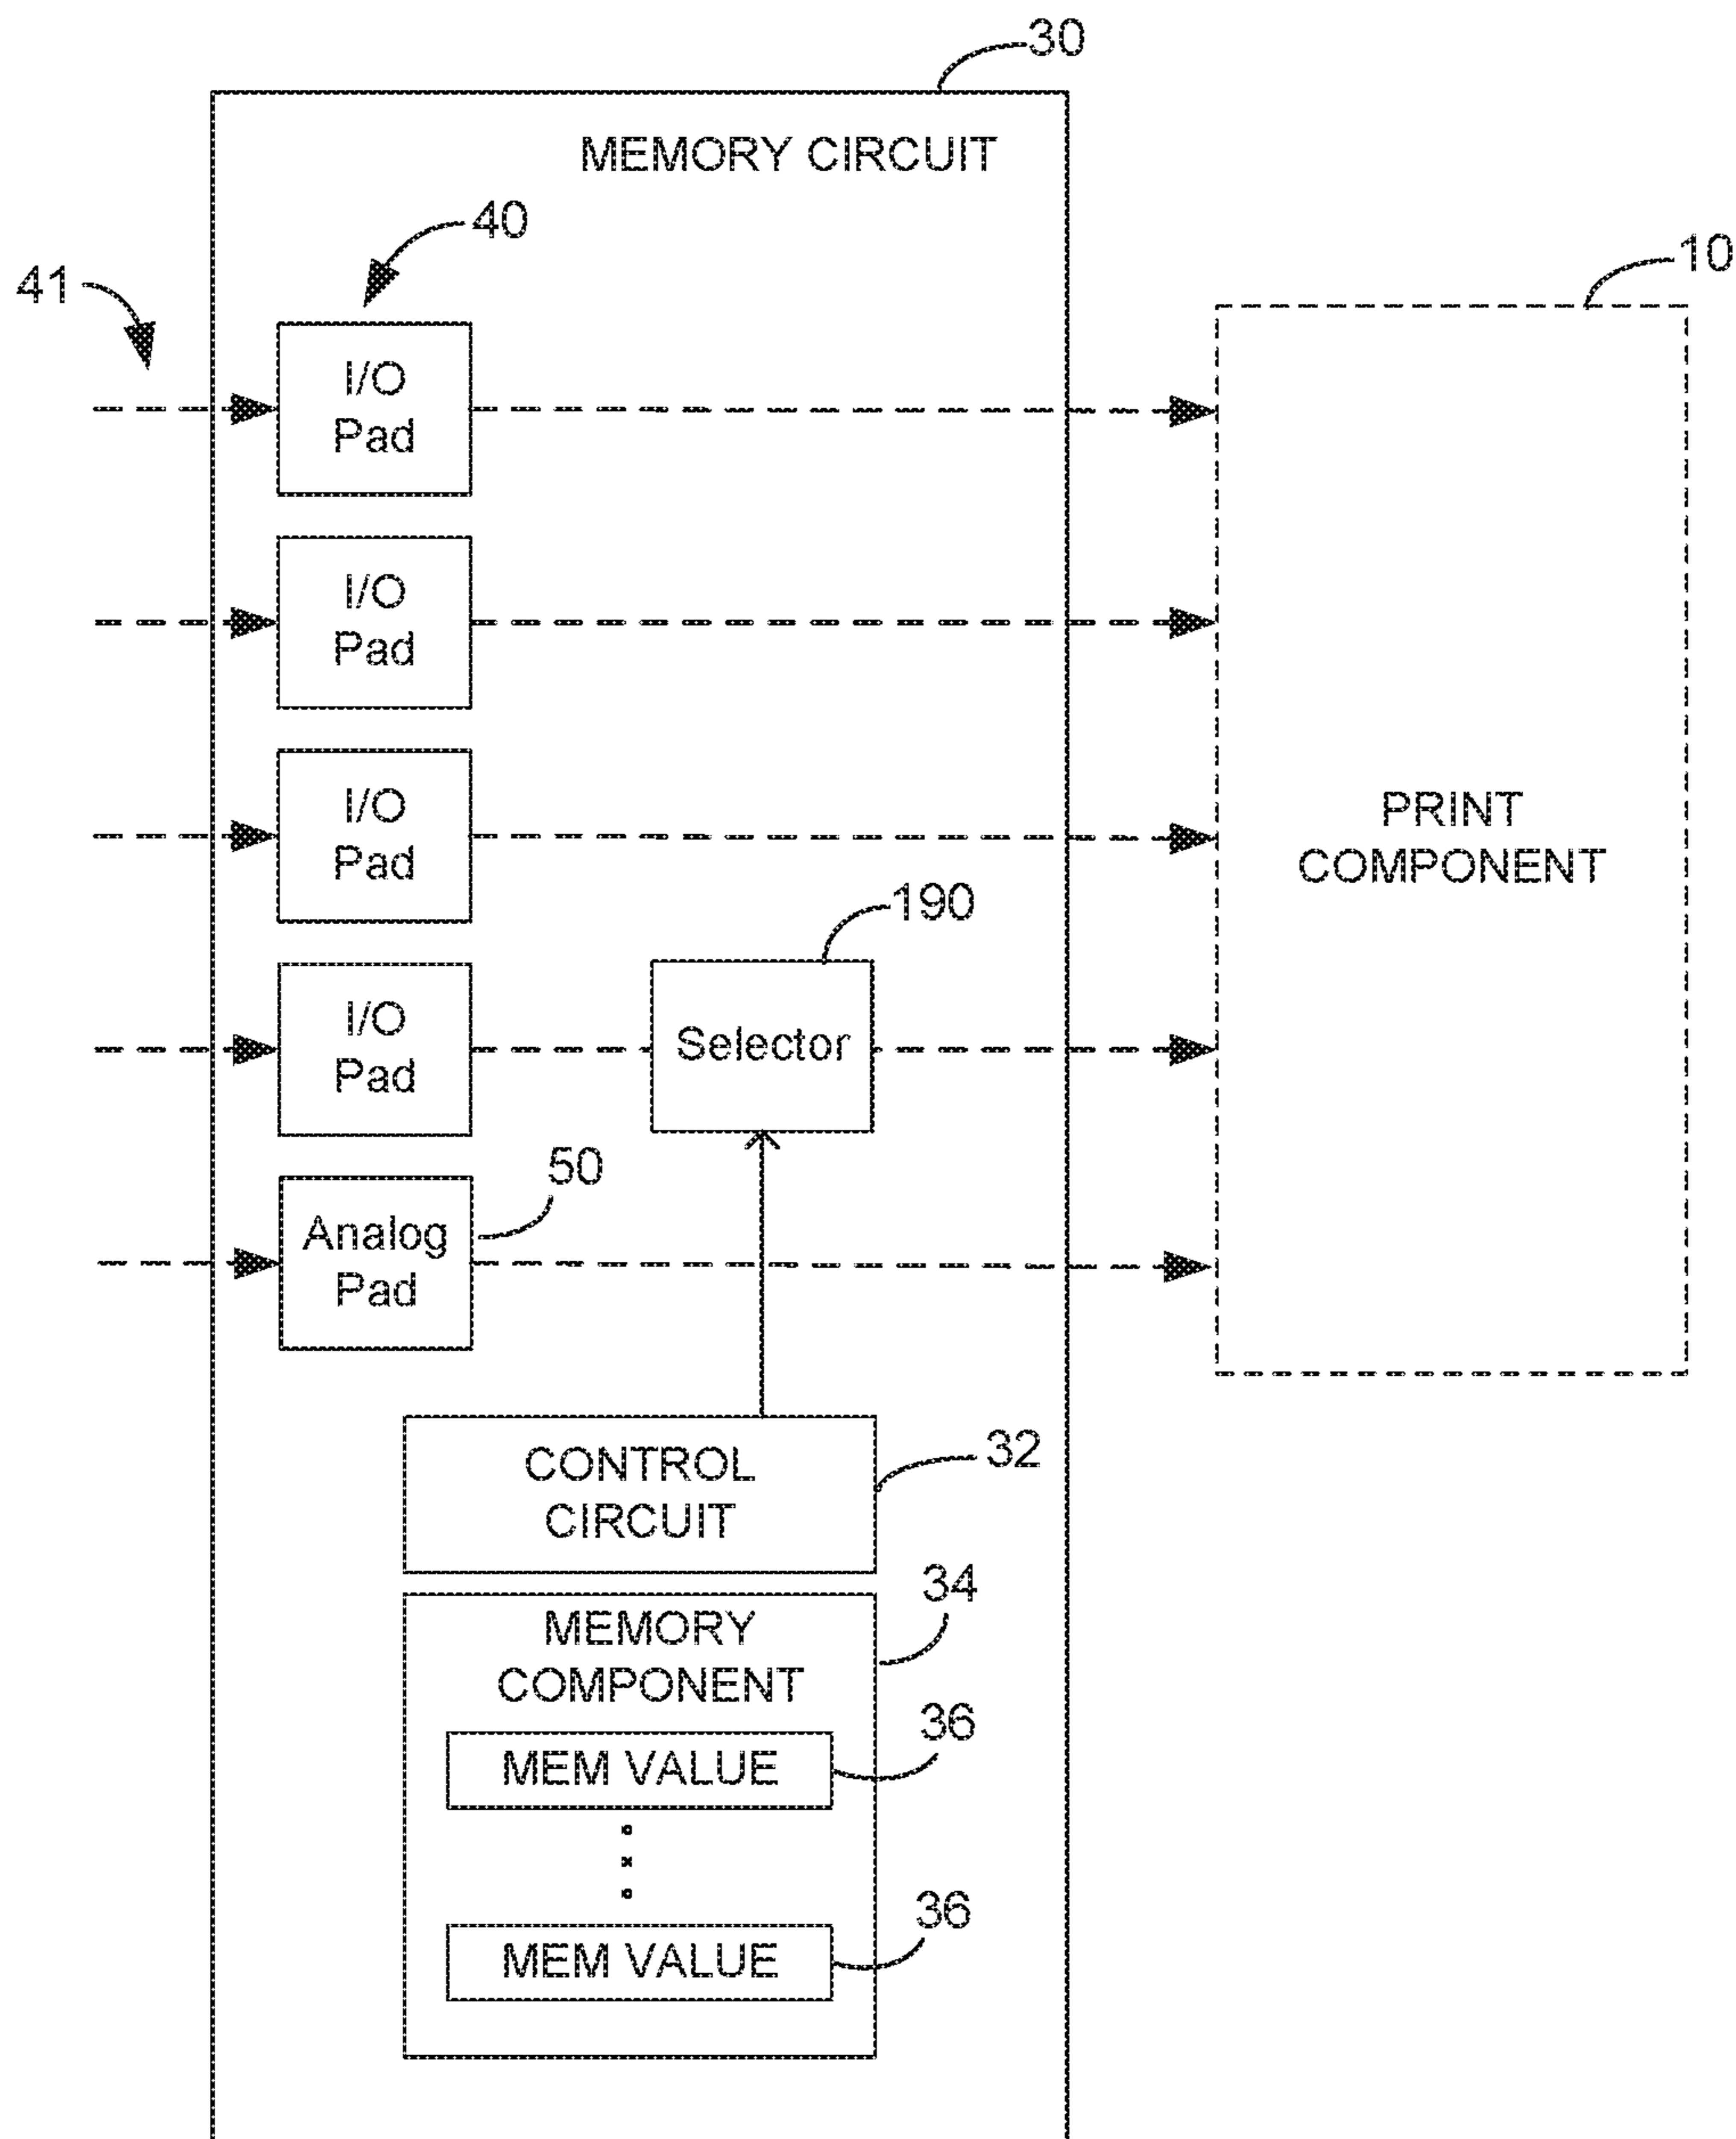 30
MEMORY CIRCUIT
40
10
41
I/O
Pad
I/O
Pad
I/O
Pad
PRINT
COMPONENT
190
I/O
Pad
Selector
50
Analog
Pad
CONTROL
CIRCUIT
32
34
MEMORY
COMPONENT
36
MEM VALUE
36
MEM VALUE